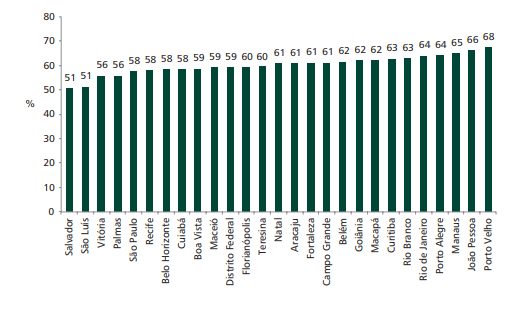 80
70
60
50
40
30
20
10
0
%
51 51 56 56 58 58 58 58 59 59 59 60 60 61 61 61 61 62 62 62 63 63 64 64 65 66 68
Salvador
São Luís
Vitória
Palmas
São Paulo
Recife
Belo Horizonte
Cuiabá
Boa Vista
Maceió
Distrito Federal
Florianópolis
Teresina
Natal
Aracaju
Fortaleza
Campo Grande
Belém
Goiânia
Macapá
Curitiba
Rio Branco
Rio de Janeiro
Porto Alegre
Manaus
João Pessoa
Porto Velho